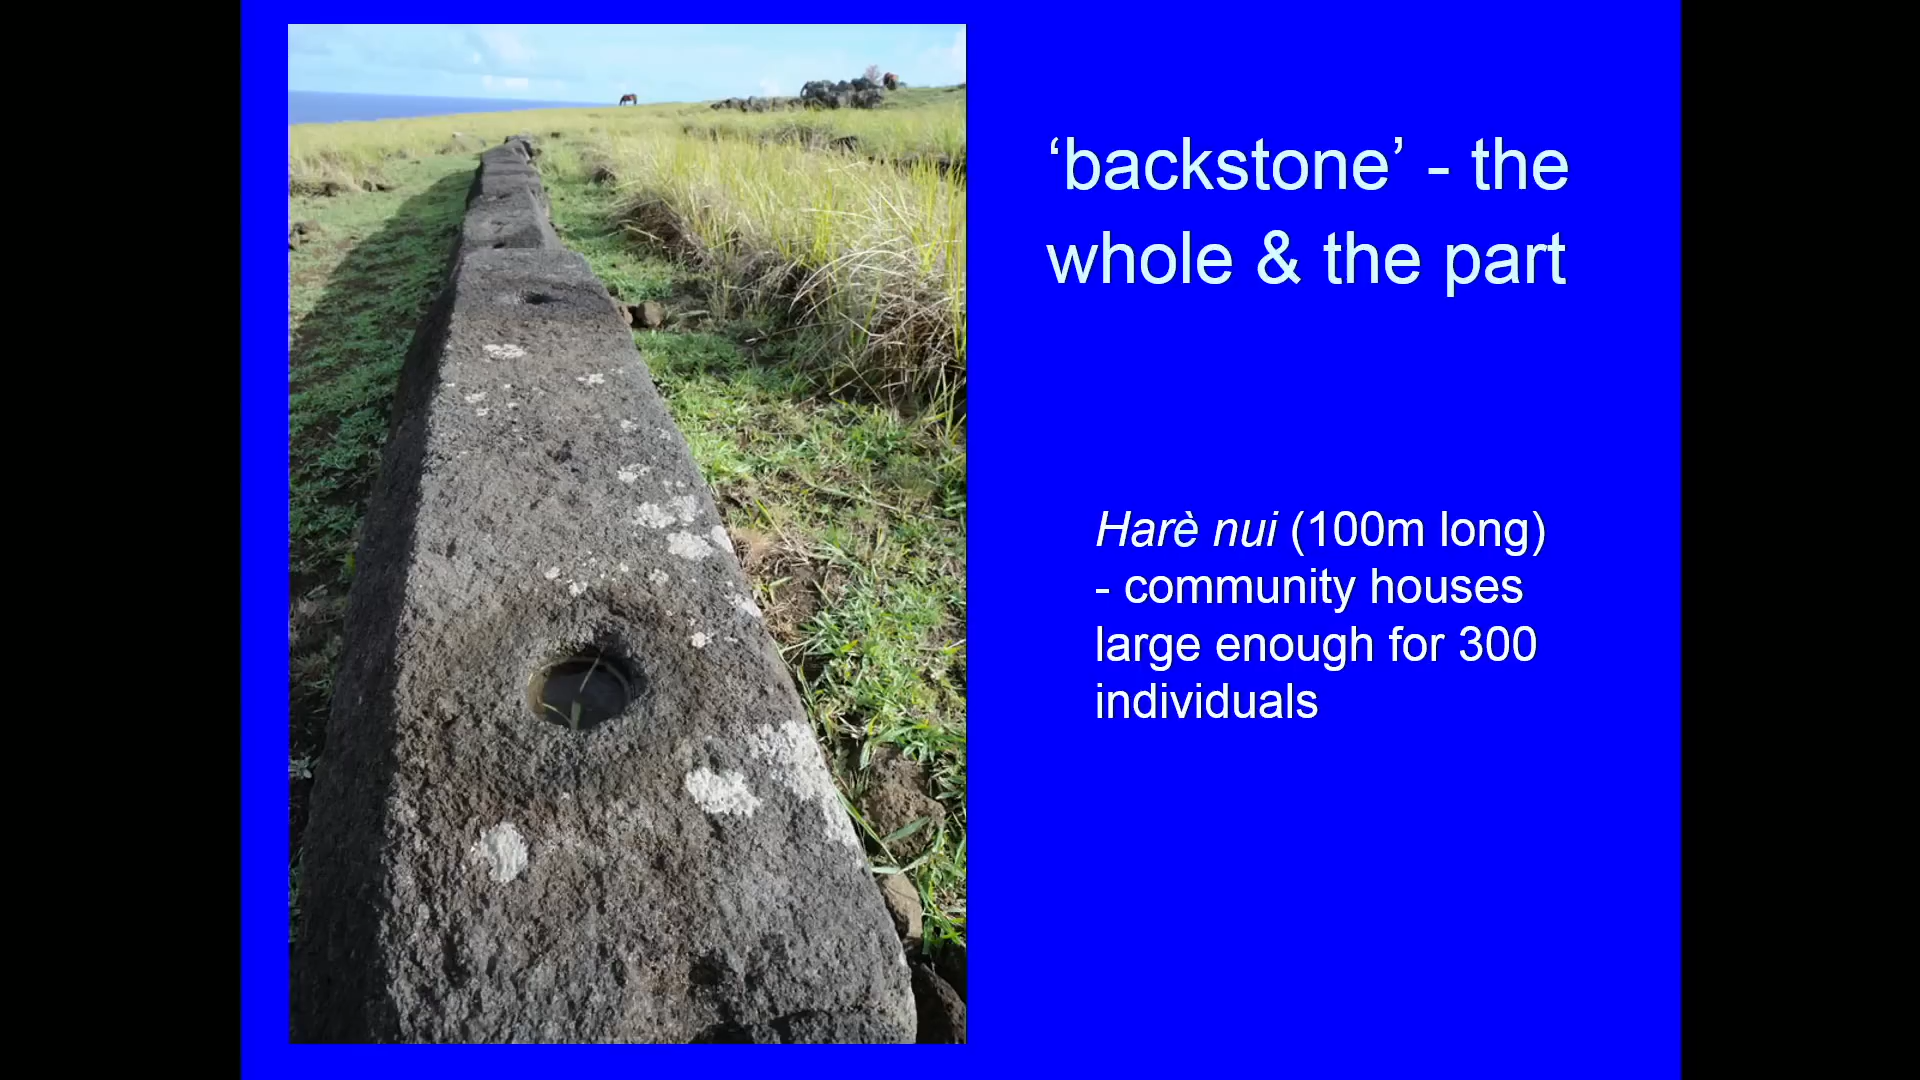 ‘backstone’ - the
whole & the part
Harè nui (100m long)
- community houses
large enough for 300
individuals